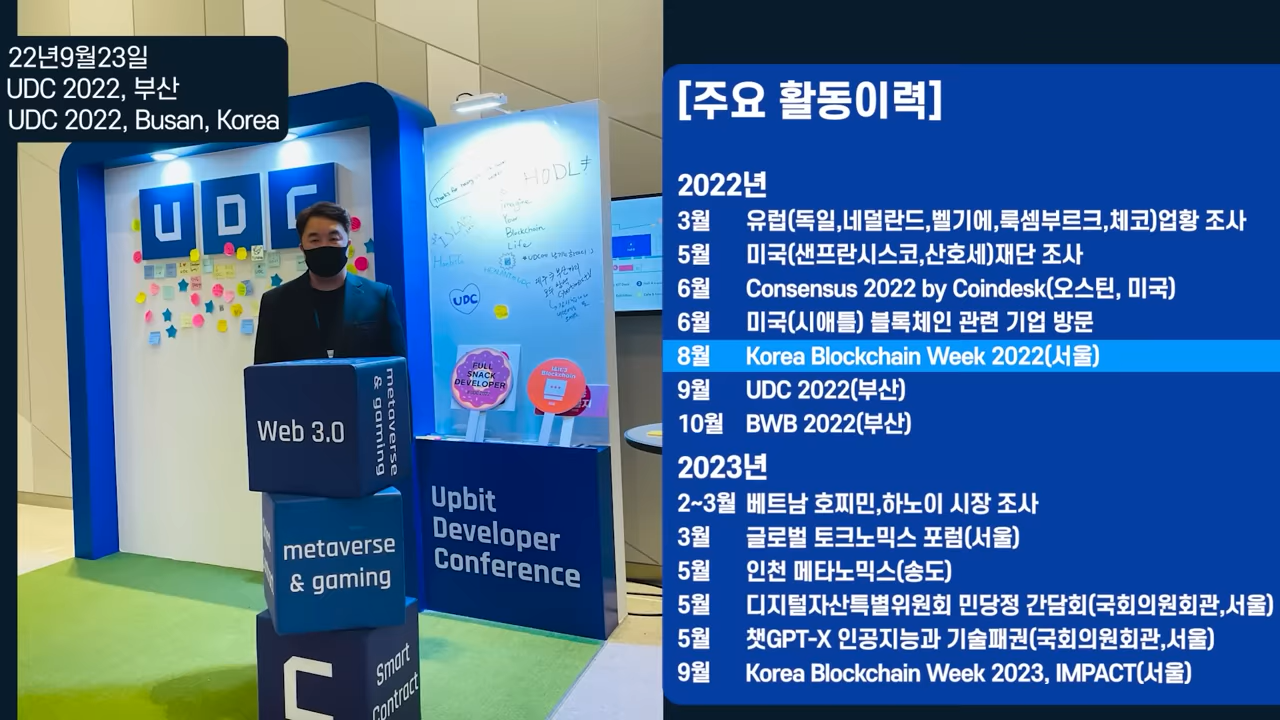 22년9월23일
UDC 2022, 부산
UDC 2022, Busan, Korea
UDC
HODL
Imagine
Your
Blockchain
Life
UDC
FULL
SNACK
DEVELOPER
Blockchain
Web 3.0
metaverse
& gaming
Upbit
Developer
Conference
metaverse
& gaming
Smart
Contract
[주요 활동이력]
2022년
3월 유럽(독일,네덜란드,벨기에,룩셈부르크,체코)업황 조사
5월 미국(샌프란시스코,산호세)재단 조사
6월 Consensus 2022 by Coindesk(오스틴, 미국)
6월 미국(시애틀) 블록체인 관련 기업 방문
8월 Korea Blockchain Week 2022(서울)
9월 UDC 2022(부산)
10월 BWB 2022(부산)
2023년
2~3월 베트남 호찌민,하노이 시장 조사
3월 글로벌 토크노믹스 포럼(서울)
5월 인천 메타노믹스(송도)
5월 디지털자산특별위원회 민당정 간담회(국회의원회관,서울)
5월 챗GPT-X 인공지능과 기술패권(국회의원회관,서울)
9월 Korea Blockchain Week 2023, IMPACT(서울)